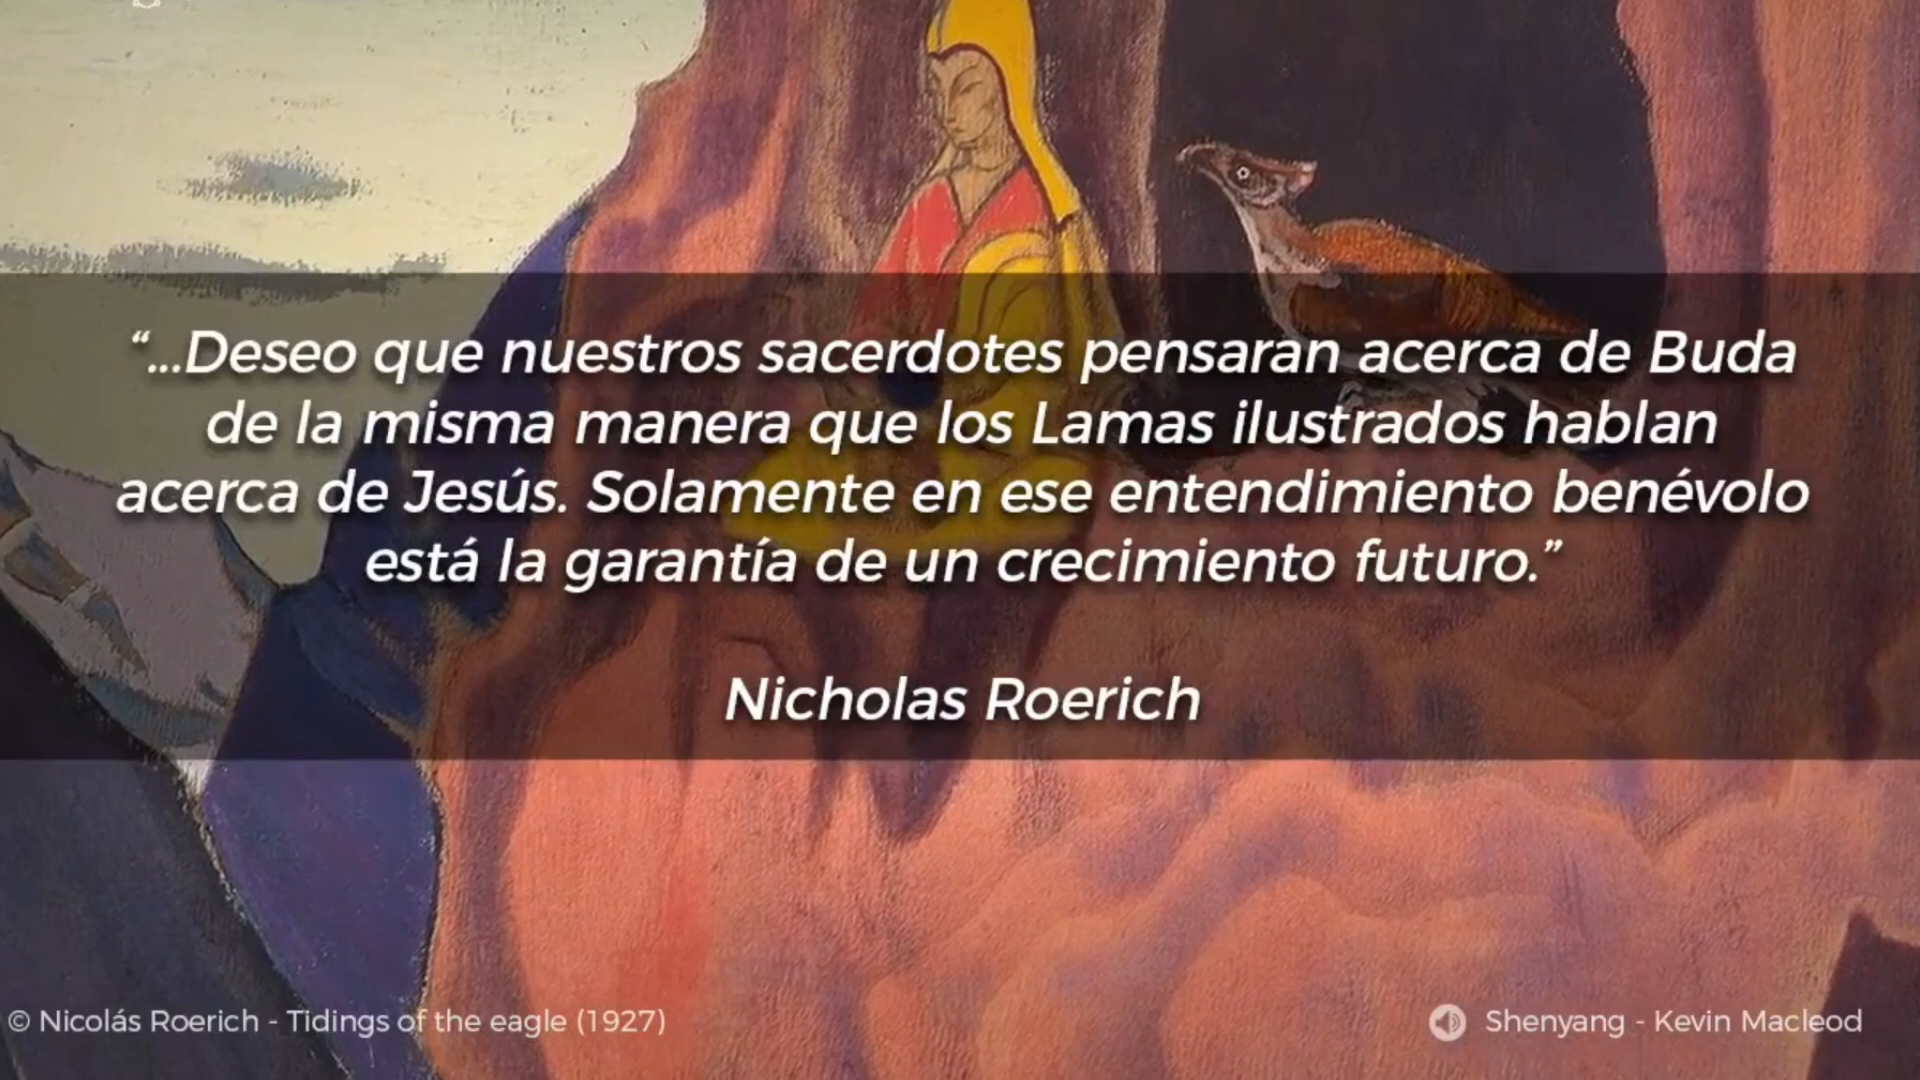 “...Deseo que nuestros sacerdotes pensaran acerca de Buda
de la misma manera que los Lamas ilustrados hablan
acerca de Jesús. Solamente en ese entendimiento benévolo
está la garantía de un crecimiento futuro.”
Nicholas Roerich
© Nicolás Roerich - Tidings of the eagle (1927)
Shenyang - Kevin Macleod